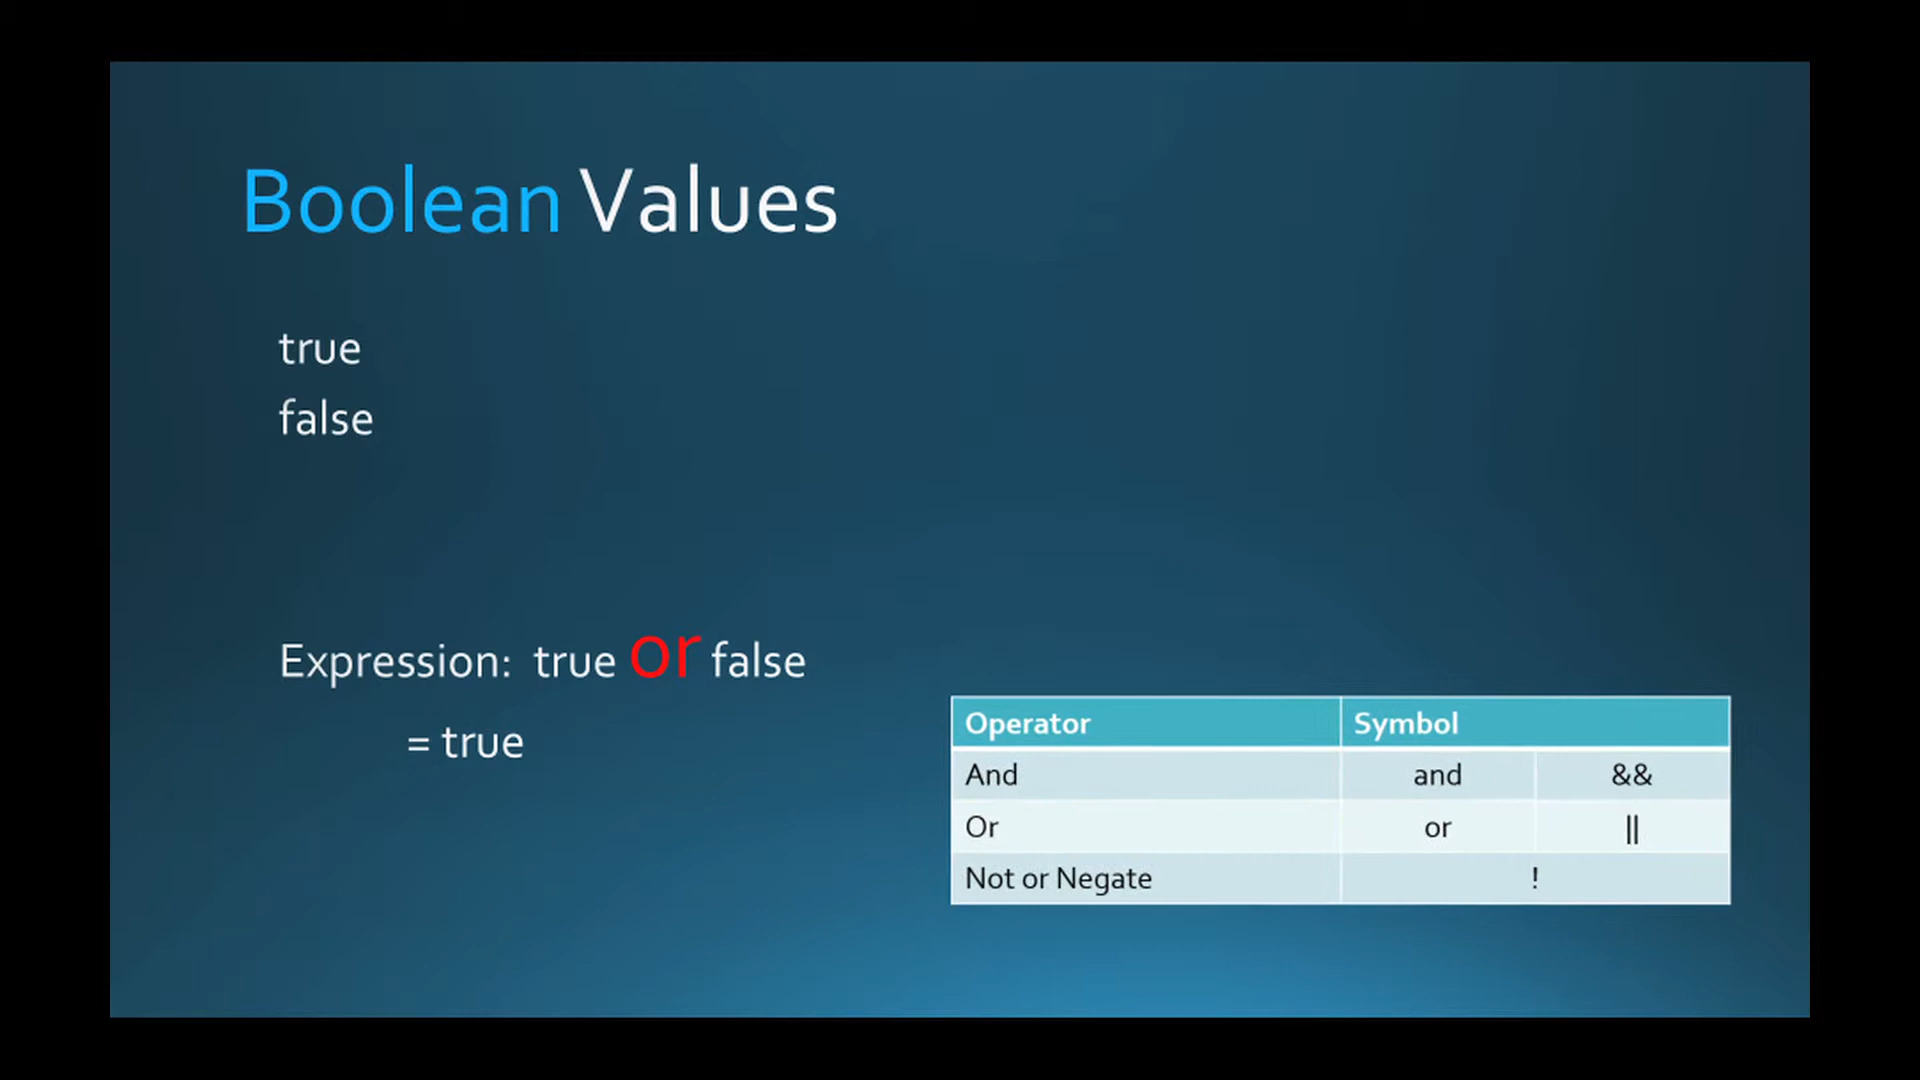 Boolean Values
true
false
Expression: true or false
= true
Operator Symbol
And and &&
Or or ||
Not or Negate !